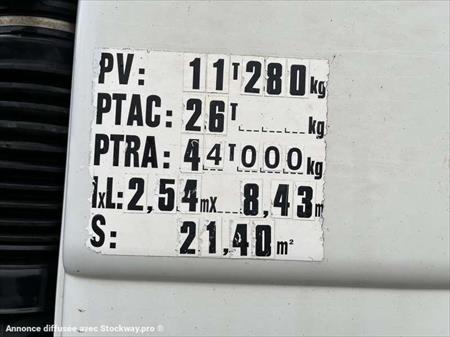 PV: 11T280kg
PTAC: 26T kg
PTRA: 44T000kg
lxL: 2,54mx 8,43m
S: 21,40m²
Annonce diffusée avec Stockway.pro ®